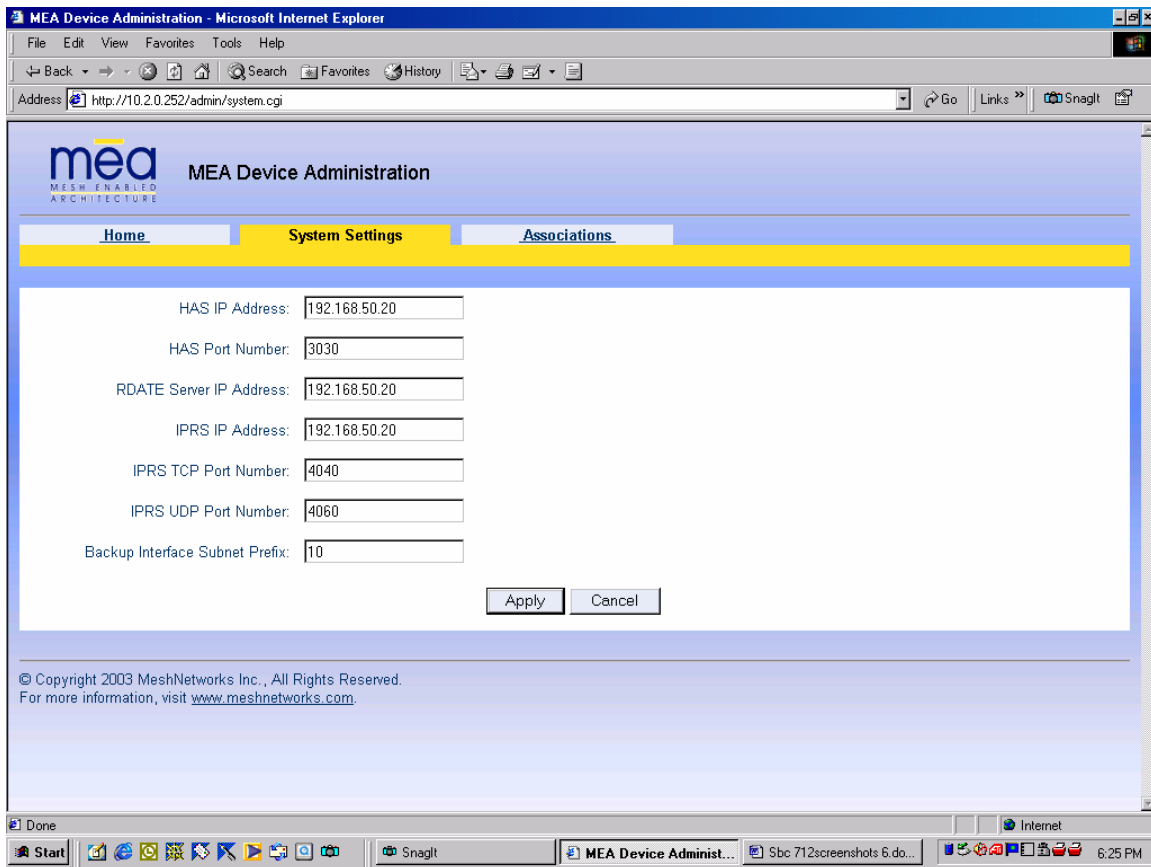 MEA Device Administration - Microsoft Internet Explorer
File Edit View Favorites Tools Help
Back Search Favorites History
Address http://10.2.0.252/admin/system.cgi Go Links » SnagIt
mea
MESH ENABLED
ARCHITECTURE
MEA Device Administration
Home System Settings Associations
HAS IP Address: 192.168.50.20
HAS Port Number: 3030
RDATE Server IP Address: 192.168.50.20
IPRS IP Address: 192.168.50.20
IPRS TCP Port Number: 4040
IPRS UDP Port Number: 4060
Backup Interface Subnet Prefix: 10
Apply Cancel
© Copyright 2003 MeshNetworks Inc., All Rights Reserved.
For more information, visit www.meshnetworks.com.
Done Internet
Start SnagIt MEA Device Administ... Sbc 712screenshots 6.do... 6:25 PM